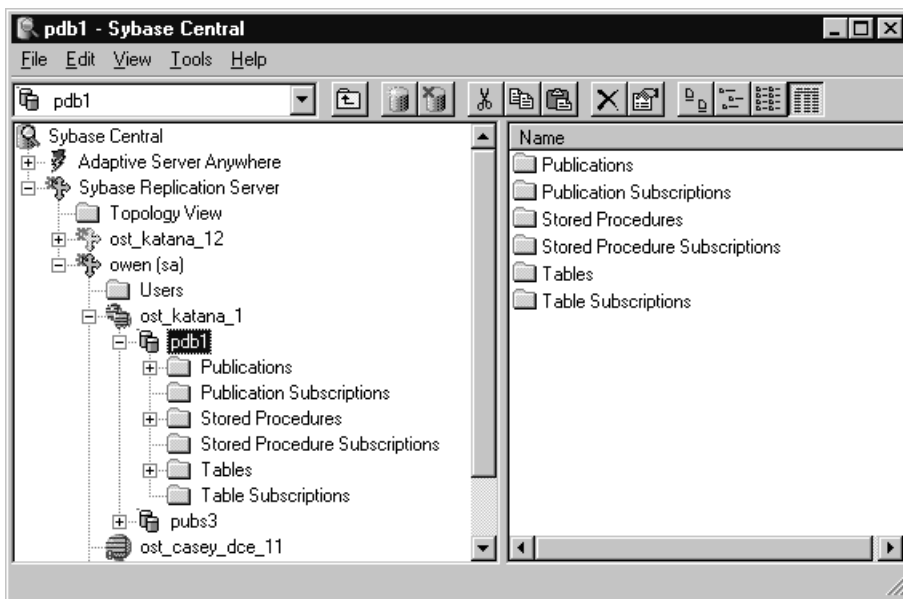 pdb1 - Sybase Central
File Edit View Tools Help
pdb1
Sybase Central
Adaptive Server Anywhere
Sybase Replication Server
Topology View
ost_katana_12
owen (sa)
Users
ost_katana_1
pdb1
Publications
Publication Subscriptions
Stored Procedures
Stored Procedure Subscriptions
Tables
Table Subscriptions
pubs3
ost_casey_dce_11
Name
Publications
Publication Subscriptions
Stored Procedures
Stored Procedure Subscriptions
Tables
Table Subscriptions